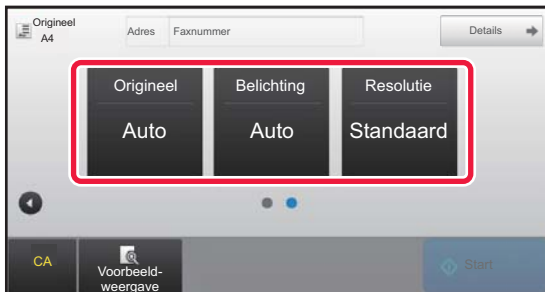 Origineel
A4
Adres Faxnummer
Details
Origineel Belichting Resolutie
Auto Auto Standaard
CA
Voorbeeld-
weergave
Start